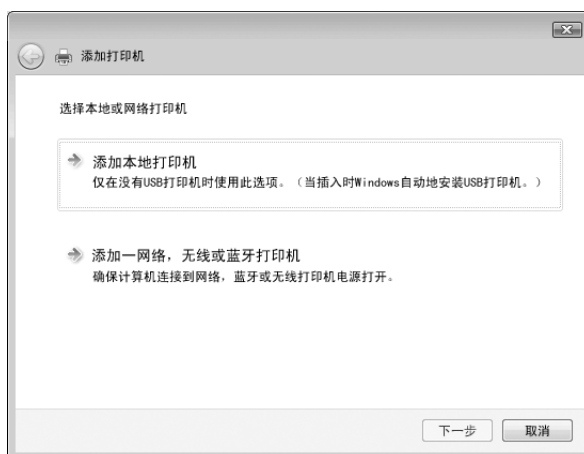 添加打印机
选择本地或网络打印机
添加本地打印机
仅在没有USB打印机时使用此选项。（当插入时Windows自动地安装USB打印机。）
添加一网络，无线或蓝牙打印机
确保计算机连接到网络，蓝牙或无线打印机电源打开。
下一步
取消